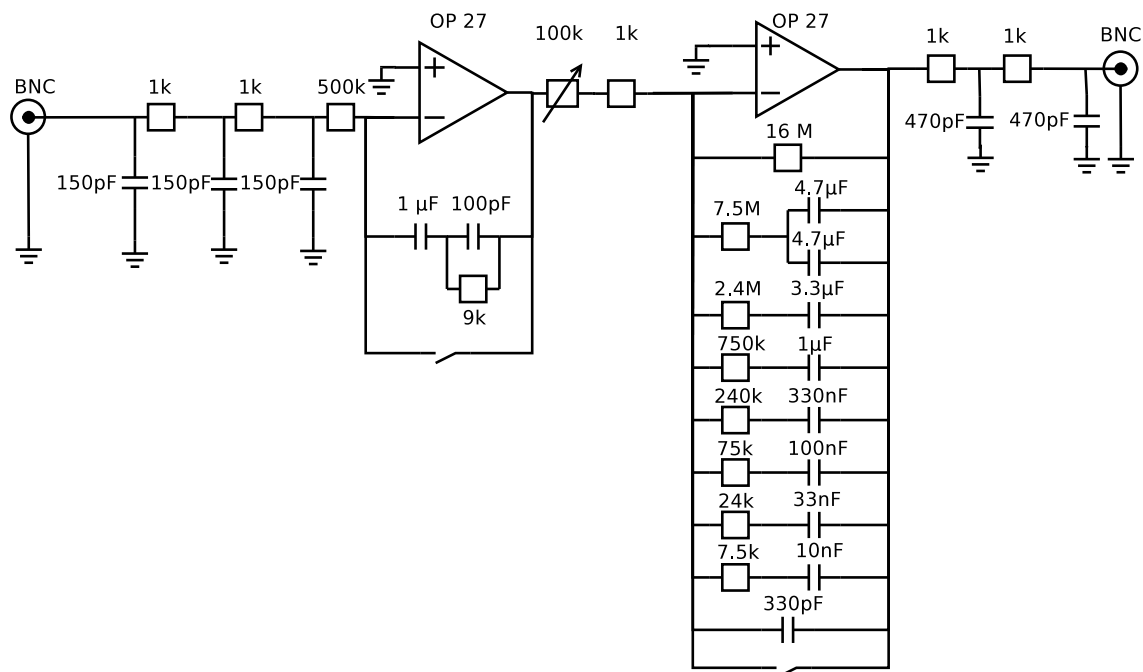 OP 27
OP 27
100k
1k
1k
1k
BNC
BNC
1k
1k
500k
470pF
470pF
16 M
150pF
150pF
150pF
1 µF
100pF
9k
4.7µF
7.5M
4.7µF
2.4M
3.3µF
750k
1µF
240k
330nF
75k
100nF
24k
33nF
7.5k
10nF
330pF